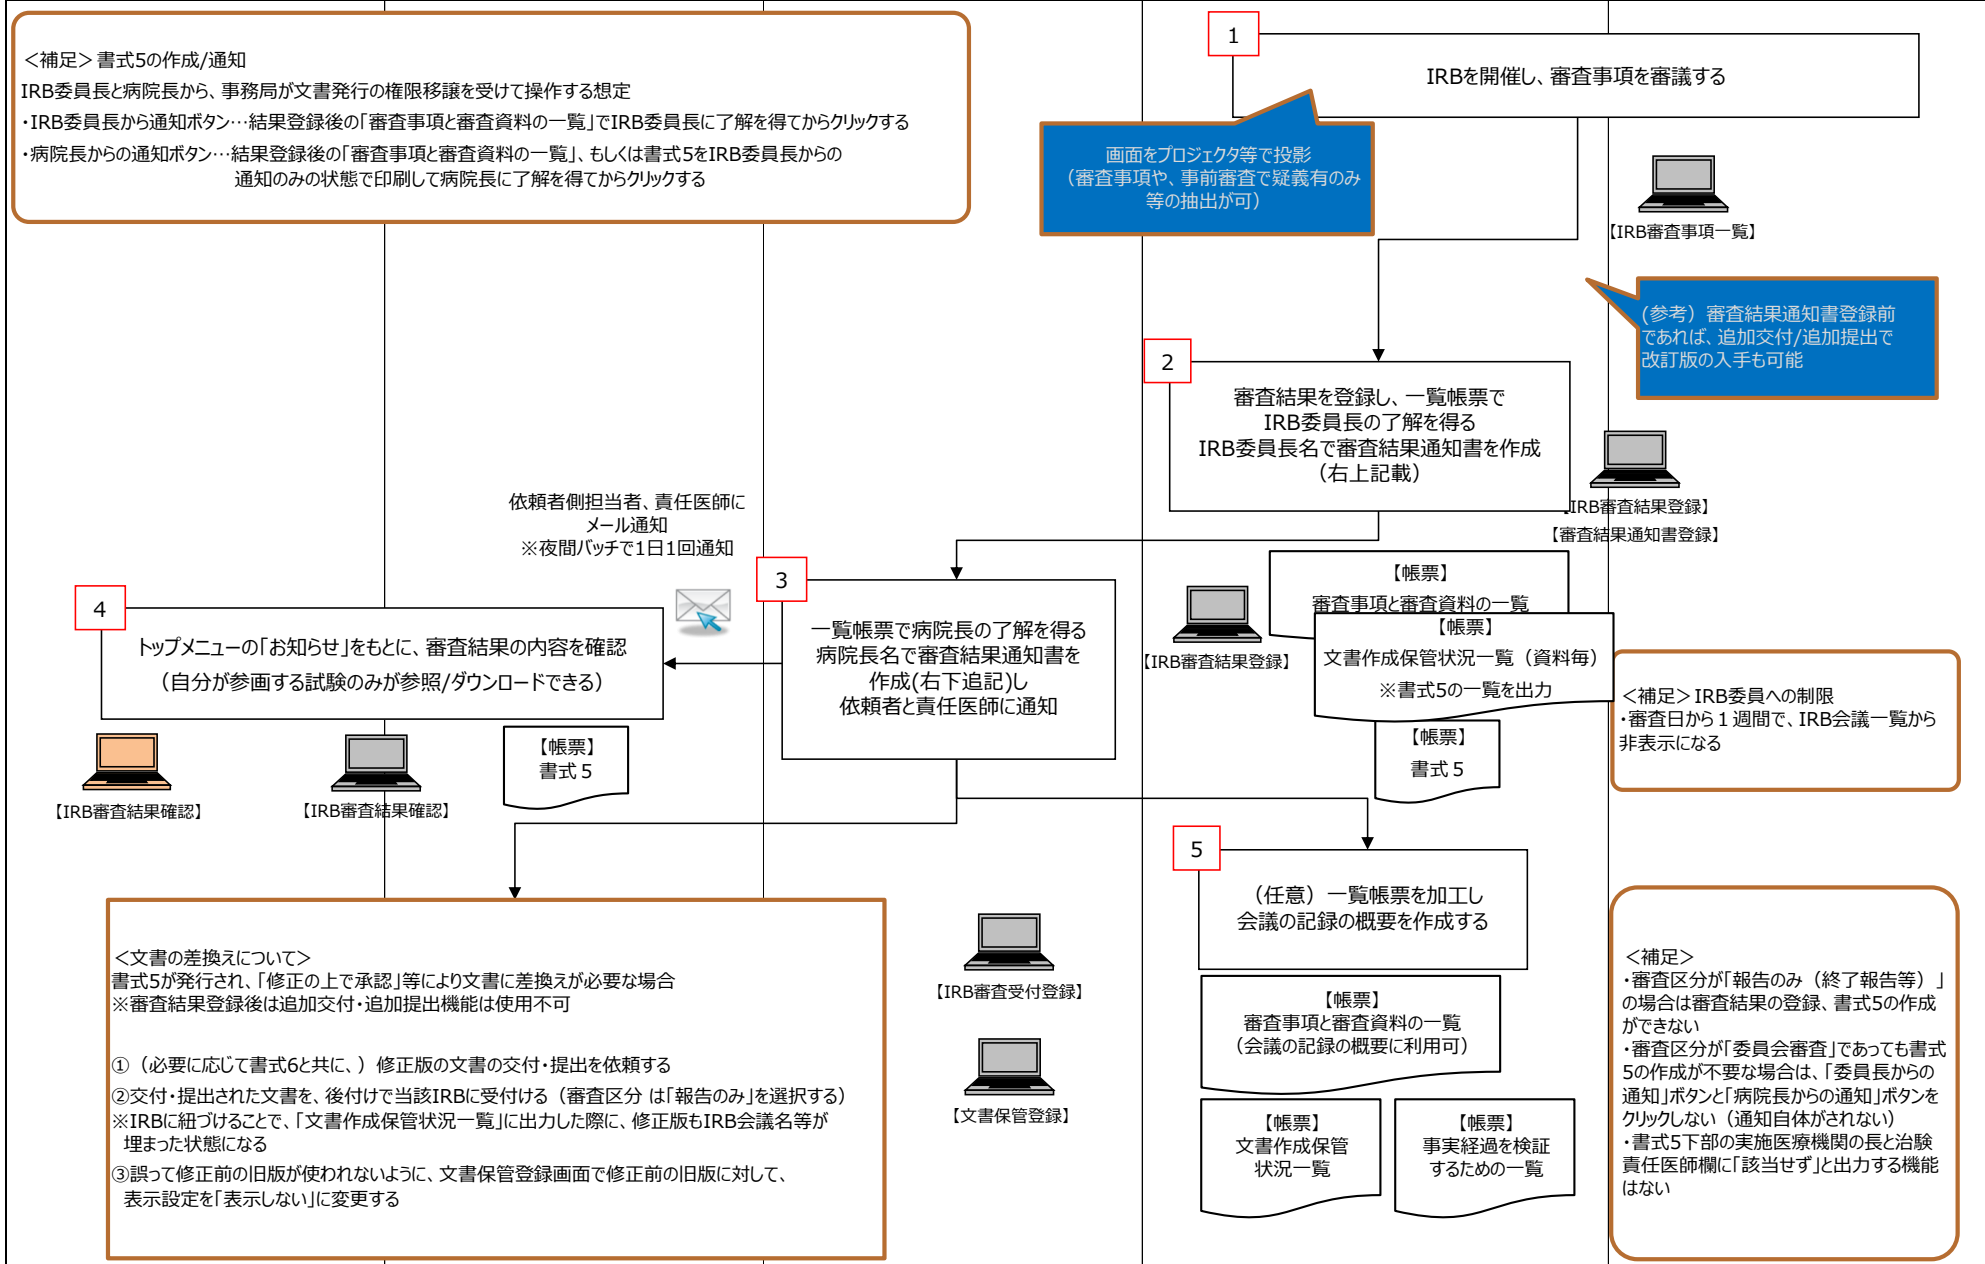 ＜補足＞書式5の作成/通知
IRB委員長と病院長から、事務局が文書発行の権限移譲を受けて操作する想定
・IRB委員長から通知ボタン…結果登録後の「審査事項と審査資料の一覧」でIRB委員長に了解を得てからクリックする
・病院長からの通知ボタン…結果登録後の「審査事項と審査資料の一覧」、もしくは書式5をIRB委員長からの
通知のみの状態で印刷して病院長に了解を得てからクリックする
1
IRBを開催し、審査事項を審議する
画面をプロジェクタ等で投影
（審査事項や、事前審査で疑義有のみ
等の抽出が可）
【IRB審査事項一覧】
(参考）審査結果通知書登録前
であれば、追加交付/追加提出で
改訂版の入手も可能
2
審査結果を登録し、一覧帳票で
IRB委員長の了解を得る
IRB委員長名で審査結果通知書を作成
（右上記載）
【IRB審査結果登録】
【審査結果通知書登録】
依頼者側担当者、責任医師に
メール通知
※夜間バッチで1日1回通知
3
一覧帳票で病院長の了解を得る
病院長名で審査結果通知書を
作成(右下追記)し
依頼者と責任医師に通知
【IRB審査結果登録】
【帳票】
審査事項と審査資料の一覧
【帳票】
文書作成保管状況一覧（資料毎）
※書式5の一覧を出力
【帳票】
書式５
＜補足＞IRB委員への制限
・審査日から１週間で、IRB会議一覧から
非表示になる
4
トップメニューの「お知らせ」をもとに、審査結果の内容を確認
（自分が参画する試験のみが参照/ダウンロードできる）
【IRB審査結果確認】
【IRB審査結果確認】
【帳票】
書式５
＜文書の差換えについて＞
書式5が発行され、「修正の上で承認」等により文書に差換えが必要な場合
※審査結果登録後は追加交付・追加提出機能は使用不可
①（必要に応じて書式6と共に、）修正版の文書の交付・提出を依頼する
②交付・提出された文書を、後付けで当該IRBに受付ける（審査区分 は「報告のみ」を選択する）
※IRBに紐づけることで、「文書作成保管状況一覧」に出力した際に、修正版もIRB会議名等が
埋まった状態になる
③誤って修正前の旧版が使われないように、文書保管登録画面で修正前の旧版に対して、
表示設定を「表示しない」に変更する
【IRB審査受付登録】
【文書保管登録】
5
（任意）一覧帳票を加工し
会議の記録の概要を作成する
【帳票】
審査事項と審査資料の一覧
（会議の記録の概要に利用可）
【帳票】
文書作成保管
状況一覧
【帳票】
事実経過を検証
するための一覧
＜補足＞
・審査区分が「報告のみ（終了報告等）」
の場合は審査結果の登録、書式5の作成
ができない
・審査区分が「委員会審査」であっても書式
5の作成が不要な場合は、「委員長からの
通知」ボタンと「病院長からの通知」ボタンを
クリックしない（通知自体がされない）
・書式5下部の実施医療機関の長と治験
責任医師欄に「該当せず」と出力する機能
はない